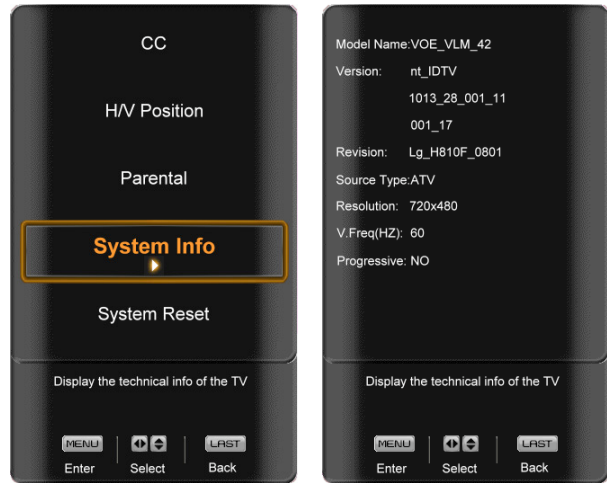 CC
H/V Position
Parental
System Info
System Reset
Display the technical info of the TV
MENU
LAST
Enter
Select
Back
Model Name:VOE_VLM_42
Version: nt_IDTV
1013_28_001_11
001_17
Revision: Lg_H810F_0801
Source Type:ATV
Resolution: 720x480
V.Freq(HZ): 60
Progressive: NO
Display the technical info of the TV
MENU
LAST
Enter
Select
Back